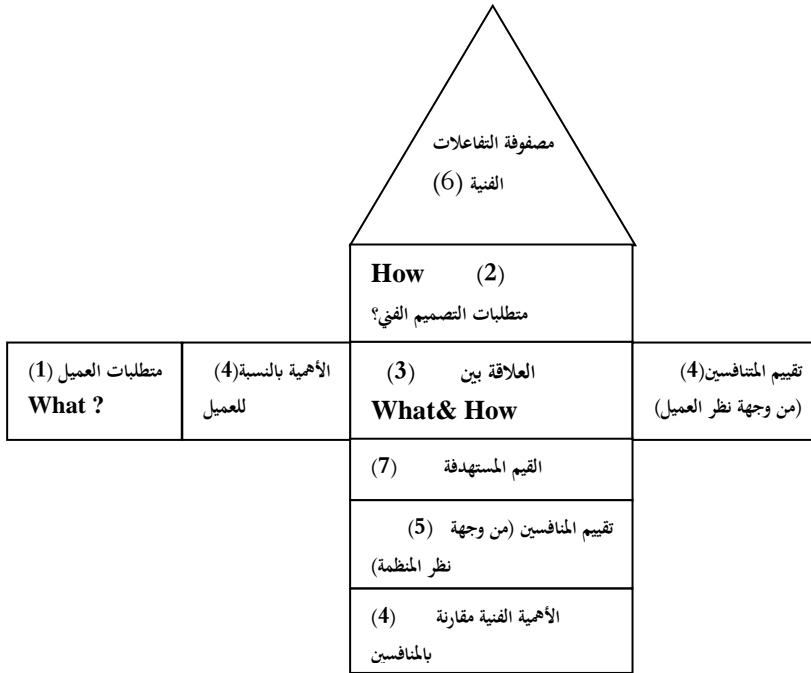 مصفوفة التفاعلات
الفنية (6)
How (2)
متطلبات التصميم الفني؟
متطلبات العميل (1)
What ?
الأهمية بالنسبة(4)
للعميل
العلاقة بين (3)
What& How
تقييم المتنافسين(4)
(من وجهة نظر العميل)
القيم المستهدفة (7)
تقييم المنافسين (من وجهة (5)
نظر المنظمة)
الأهمية الفنية مقارنة (4)
بالمنافسين